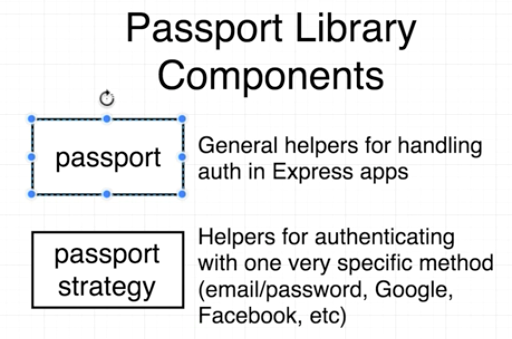 Passport Library
Components
passport
General helpers for handling
auth in Express apps
passport
strategy
Helpers for authenticating
with one very specific method
(email/password, Google,
Facebook, etc)